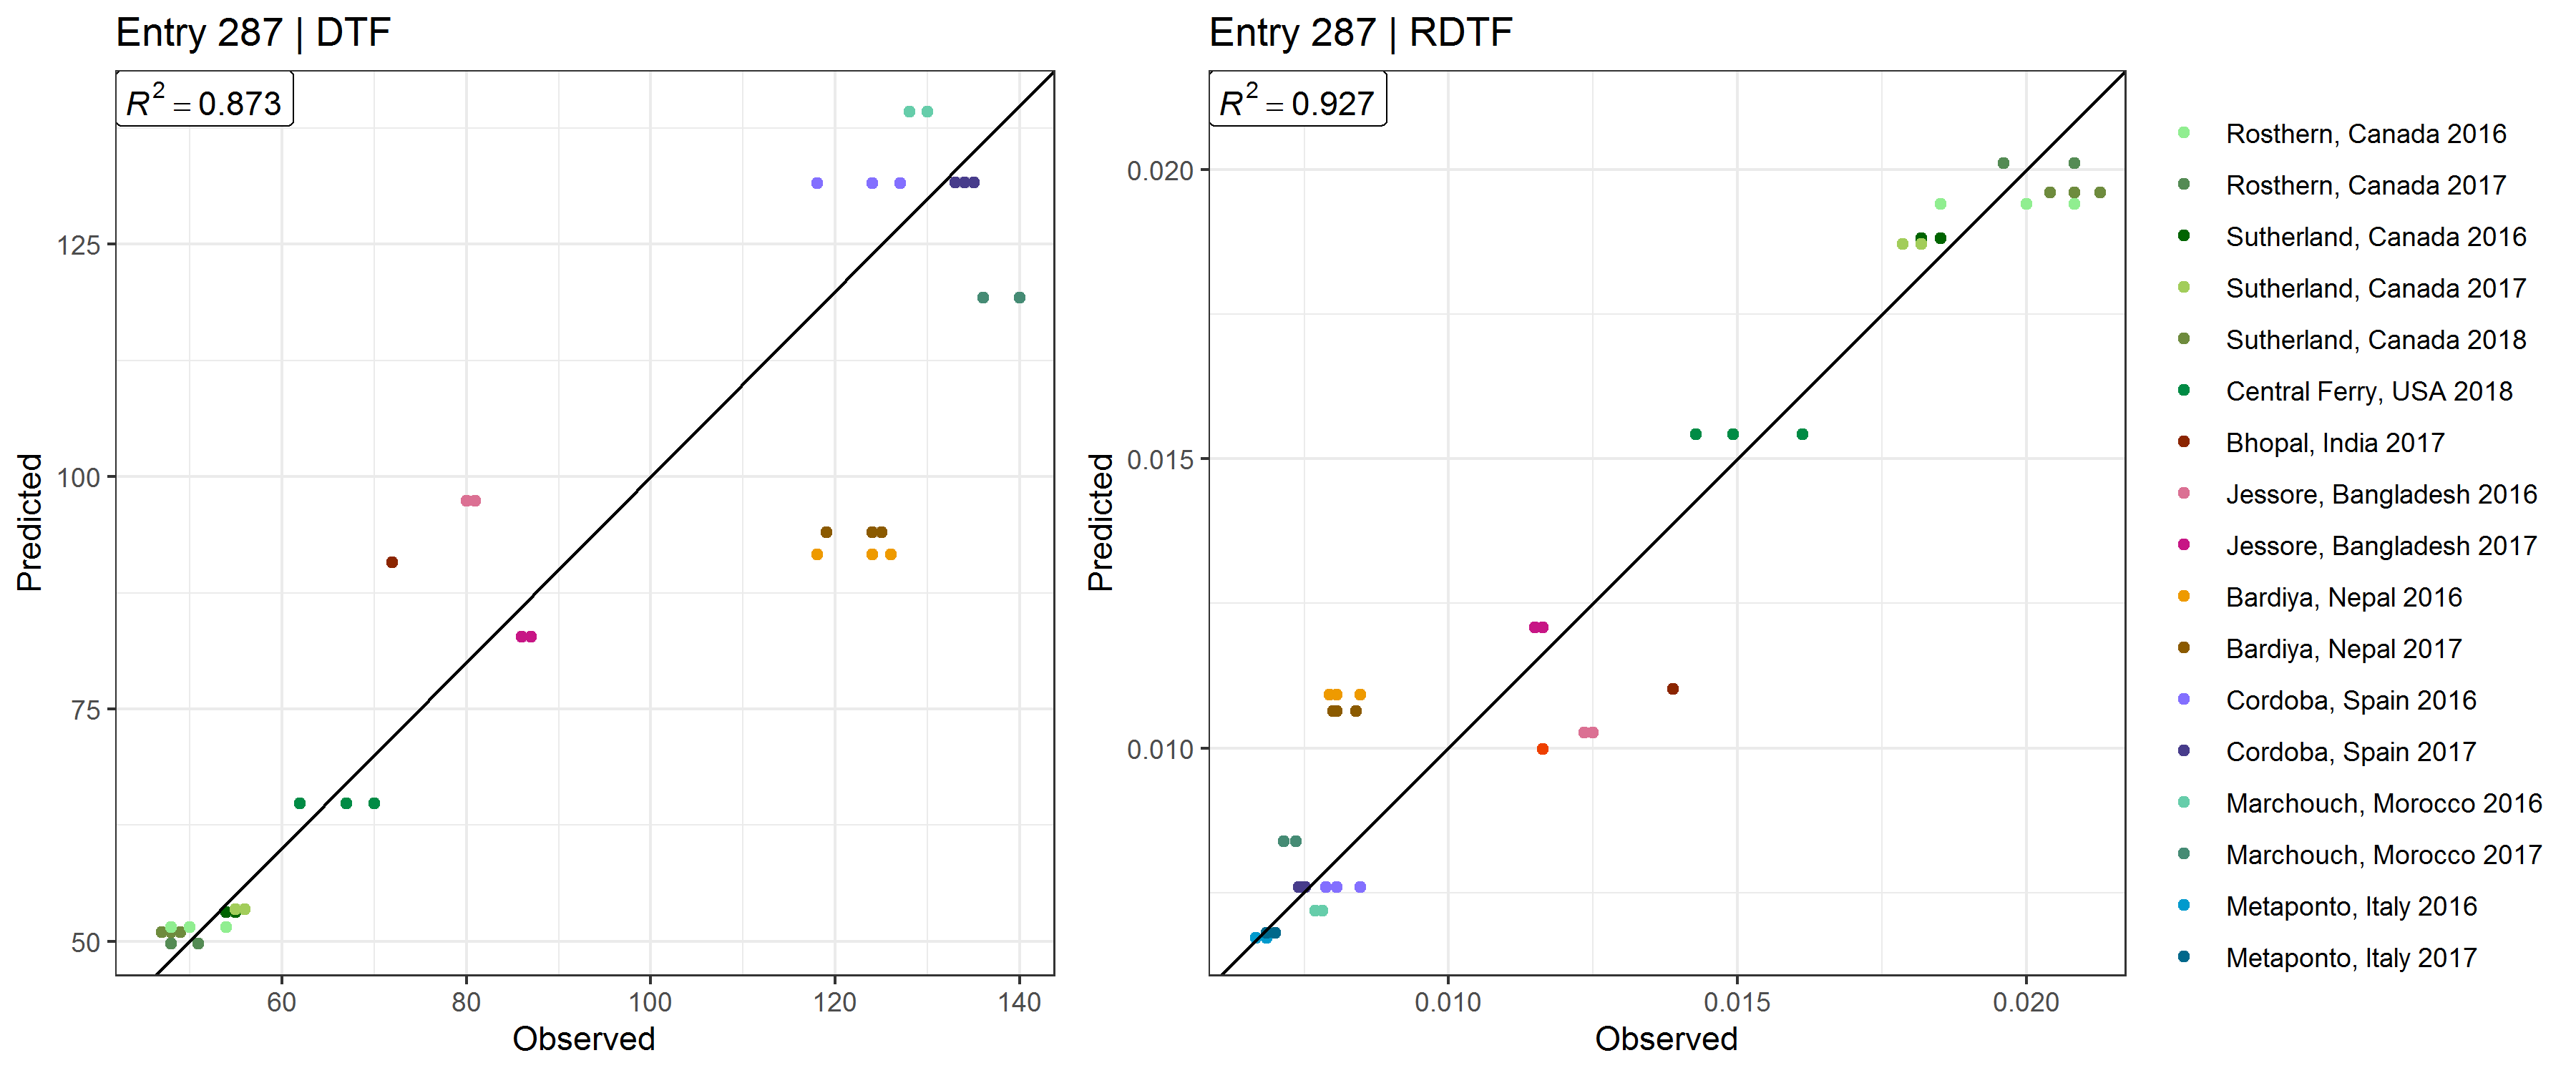 Entry 287 | DTF
R² = 0.873
125
100
75
50
Predicted
60 80 100 120 140
Observed
Entry 287 | RDTF
R² = 0.927
0.020
0.015
0.010
Predicted
0.010 0.015 0.020
Observed
Rosthern, Canada 2016
Rosthern, Canada 2017
Sutherland, Canada 2016
Sutherland, Canada 2017
Sutherland, Canada 2018
Central Ferry, USA 2018
Bhopal, India 2017
Jessore, Bangladesh 2016
Jessore, Bangladesh 2017
Bardiya, Nepal 2016
Bardiya, Nepal 2017
Cordoba, Spain 2016
Cordoba, Spain 2017
Marchouch, Morocco 2016
Marchouch, Morocco 2017
Metaponto, Italy 2016
Metaponto, Italy 2017